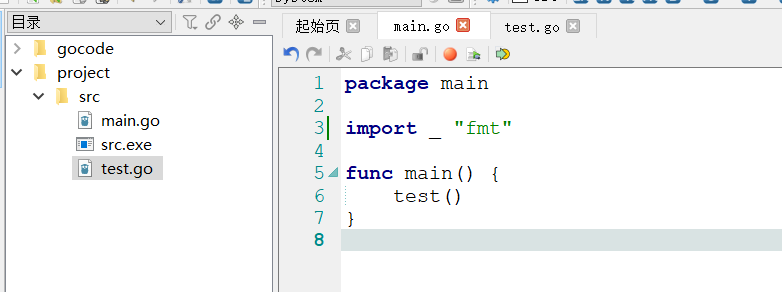 目录
gocode
project
src
main.go
src.exe
test.go
起始页
main.go
test.go
1 package main
2
3 import _ "fmt"
4
5 func main() {
6 test()
7 }
8